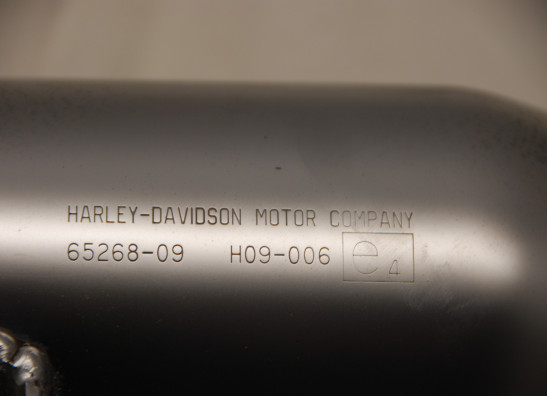 HARLEY-DAVIDSON MOTOR COMPANY
65268-09 H09-006 e4